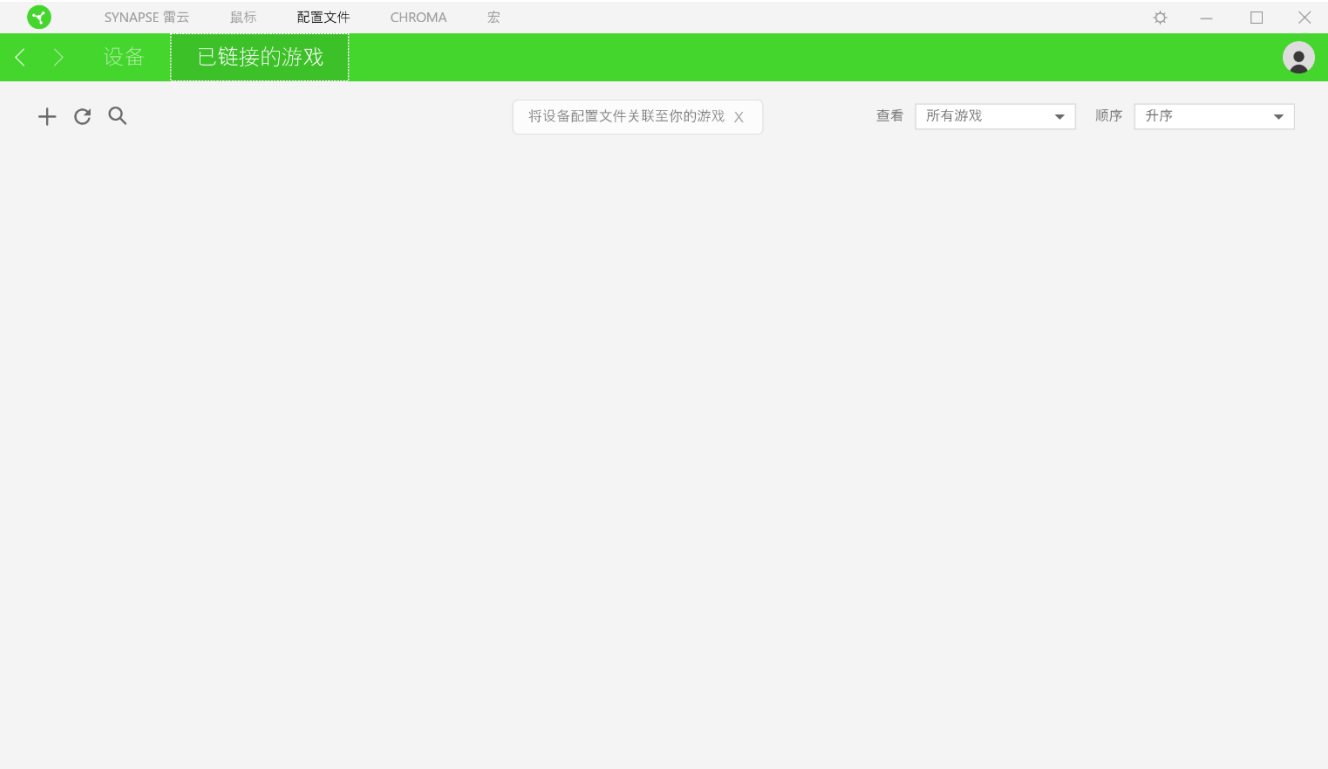 SYNAPSE 雷云 鼠标 配置文件 CHROMA 宏
设备 已链接的游戏
将设备配置文件关联至你的游戏 X 查看 所有游戏 顺序 升序